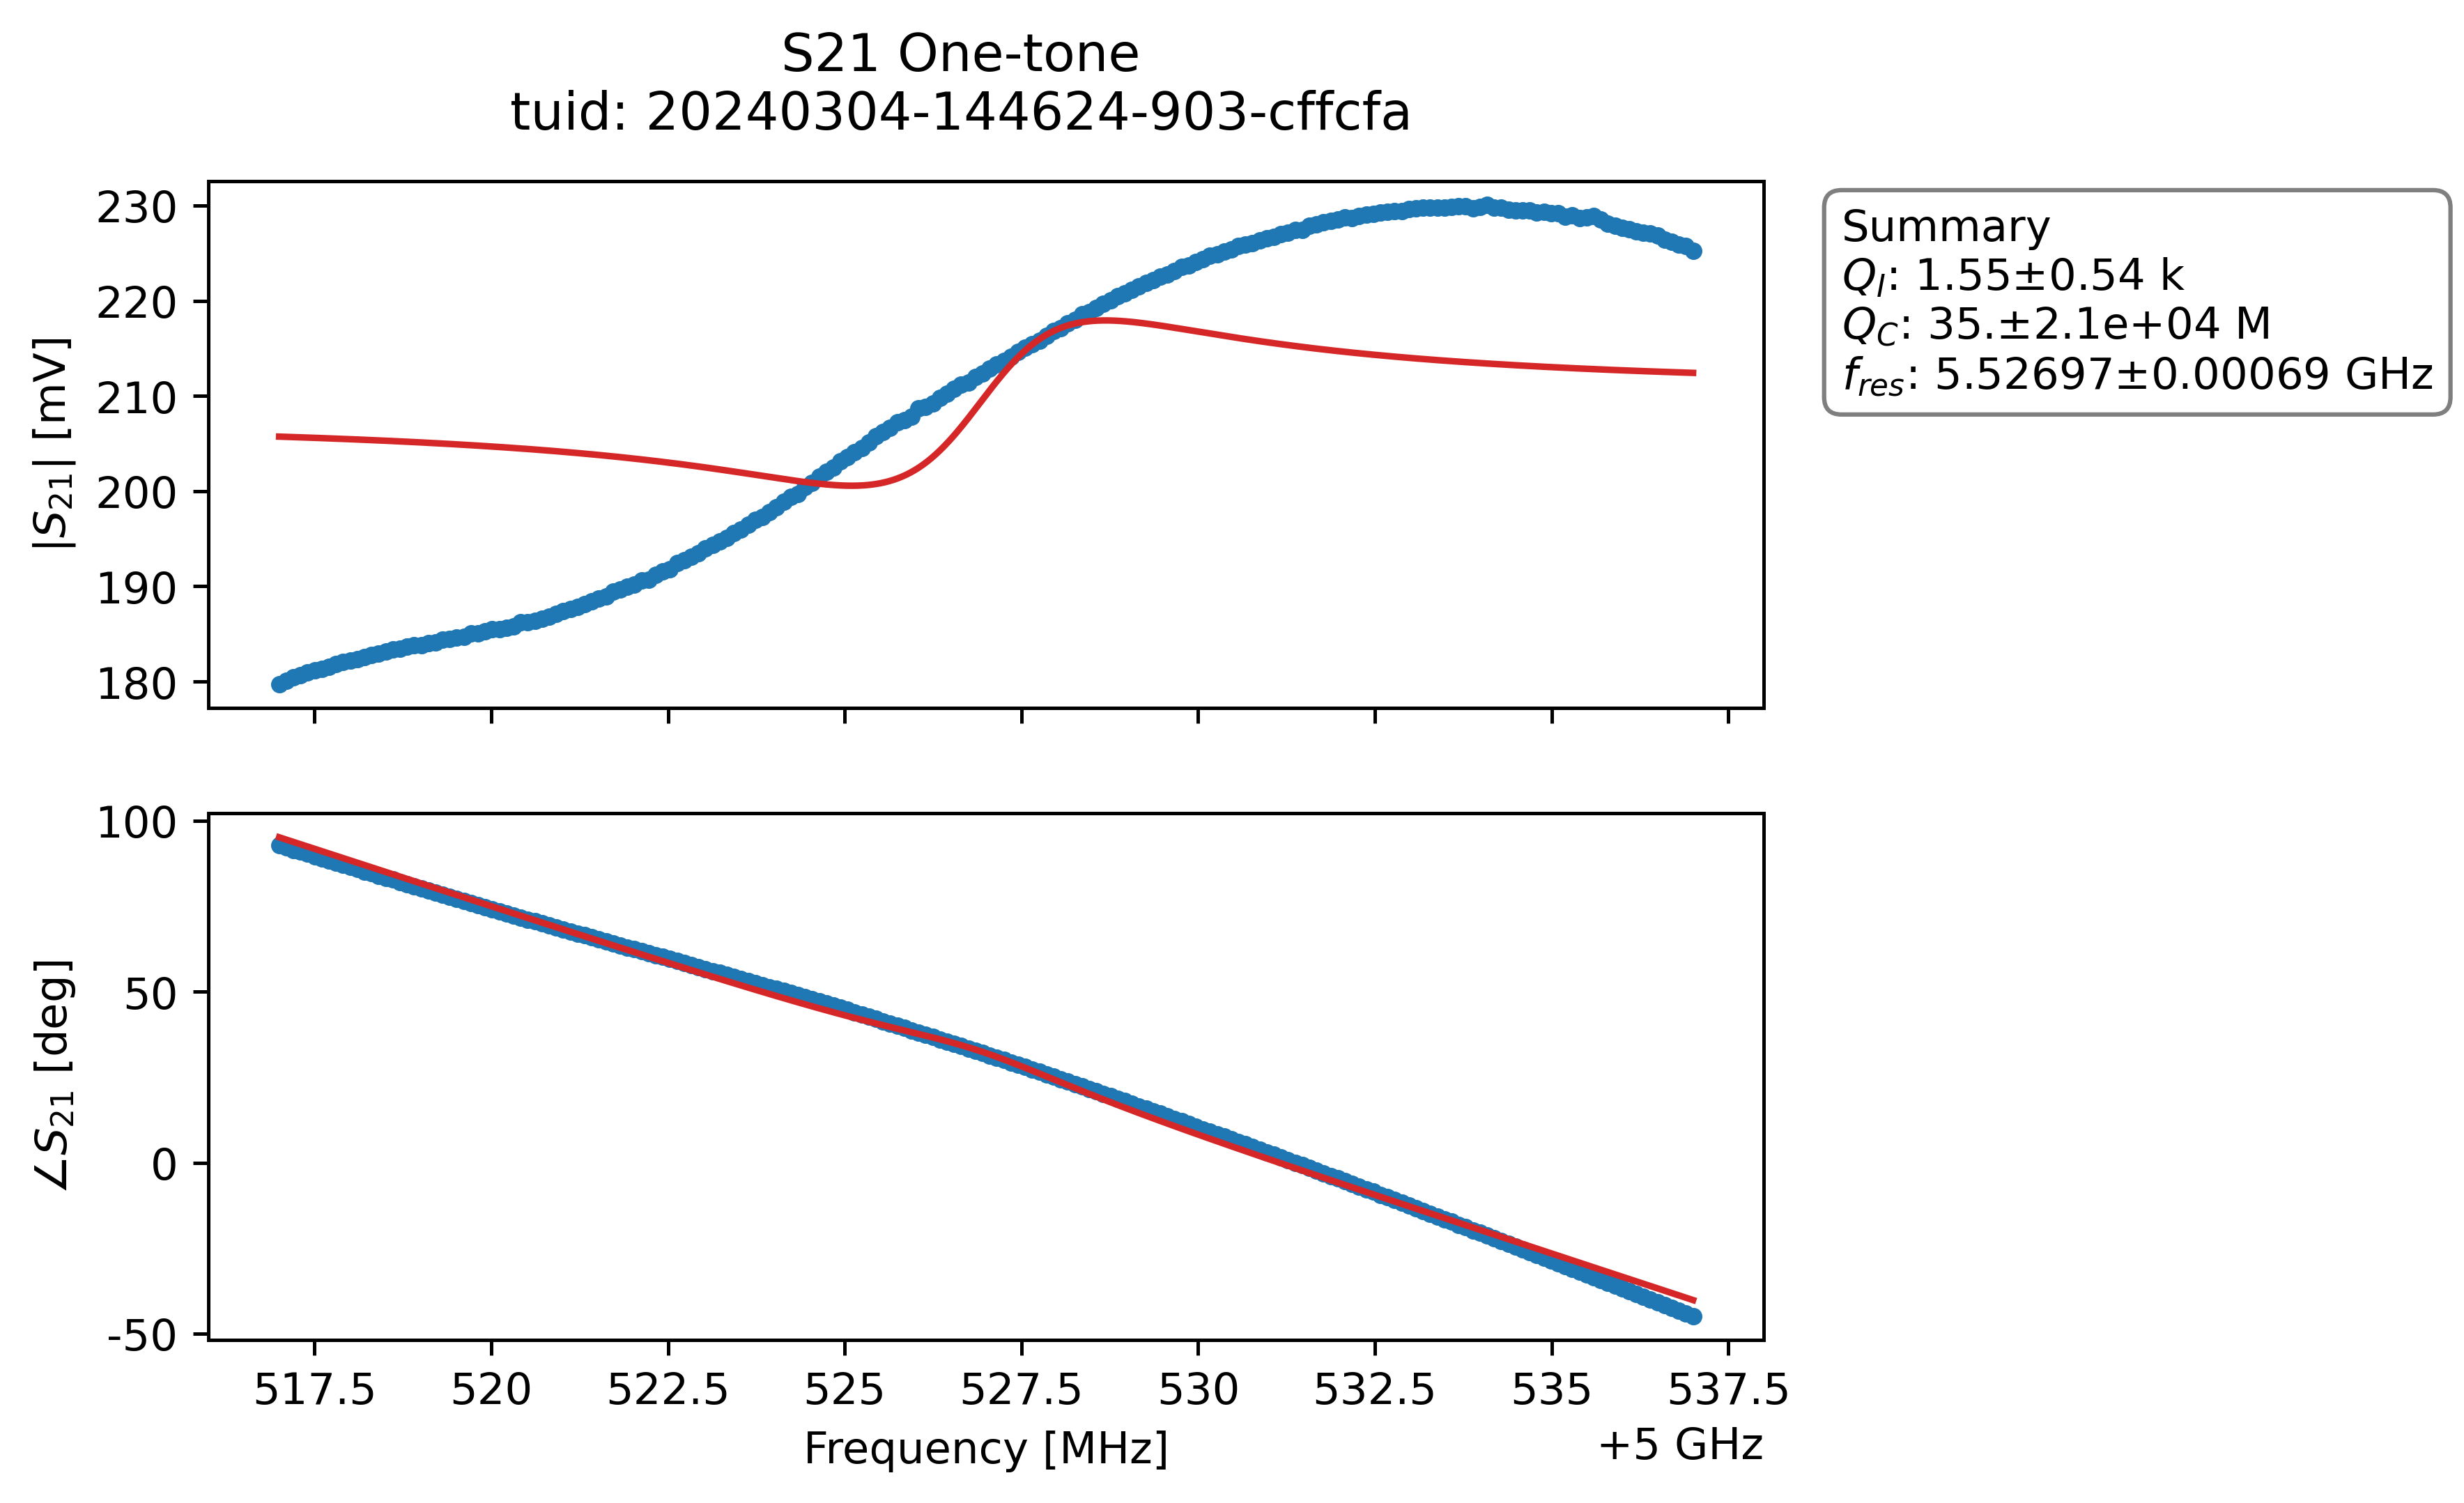 S21 One-tone
tuid: 20240304-144624-903-cffcfa
230
220
210
200
190
180
|S21| [mV]
Summary
QI: 1.55±0.54 k
QC: 35.±2.1e+04 M
fres: 5.52697±0.00069 GHz
100
50
0
-50
∠S21 [deg]
517.5 520 522.5 525 527.5 530 532.5 535 537.5
Frequency [MHz]
+5 GHz